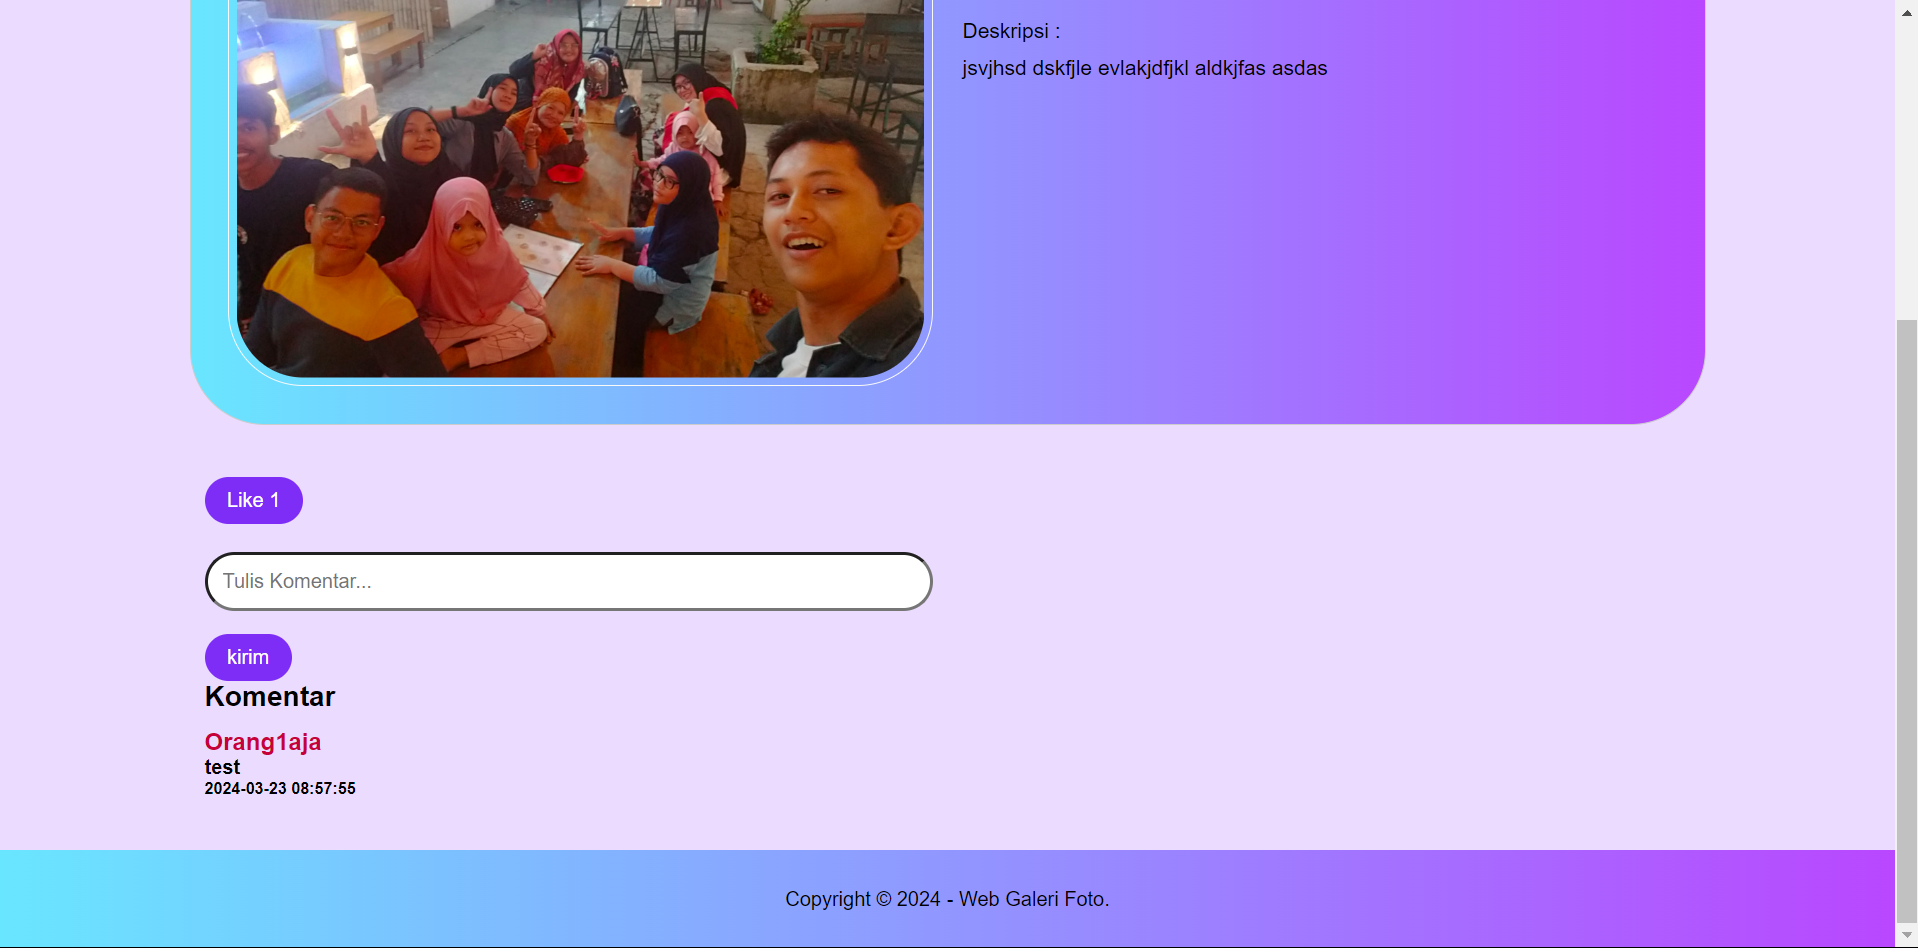 Deskripsi :
jsvjhsd dskfjle evlakjdfjkl aldkjfas asdas
Like 1
Tulis Komentar...
kirim
Komentar
Orang1aja
test
2024-03-23 08:57:55
Copyright © 2024 - Web Galeri Foto.